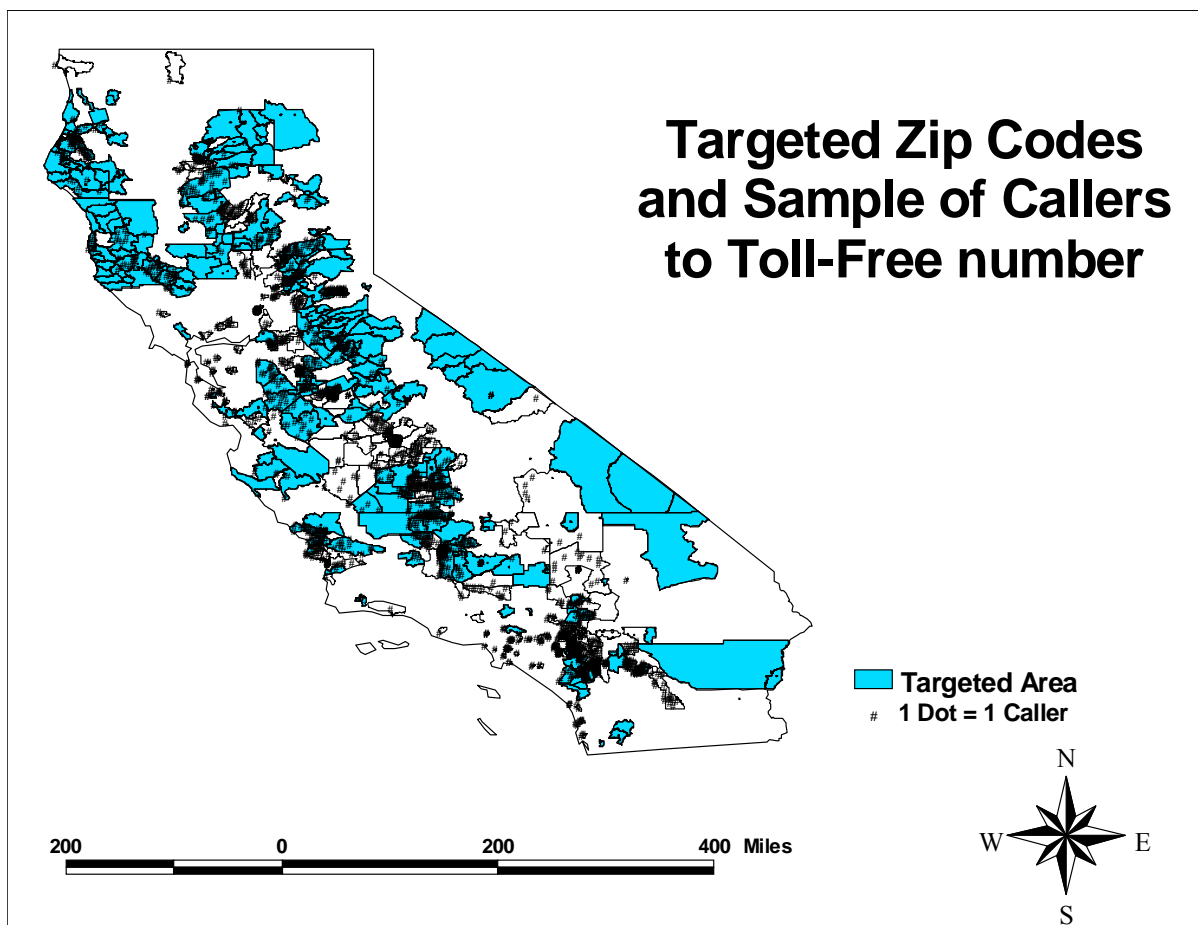 Targeted Zip Codes
and Sample of Callers
to Toll-Free number
Targeted Area
# 1 Dot = 1 Caller
N
W E
S
200 0 200 400 Miles